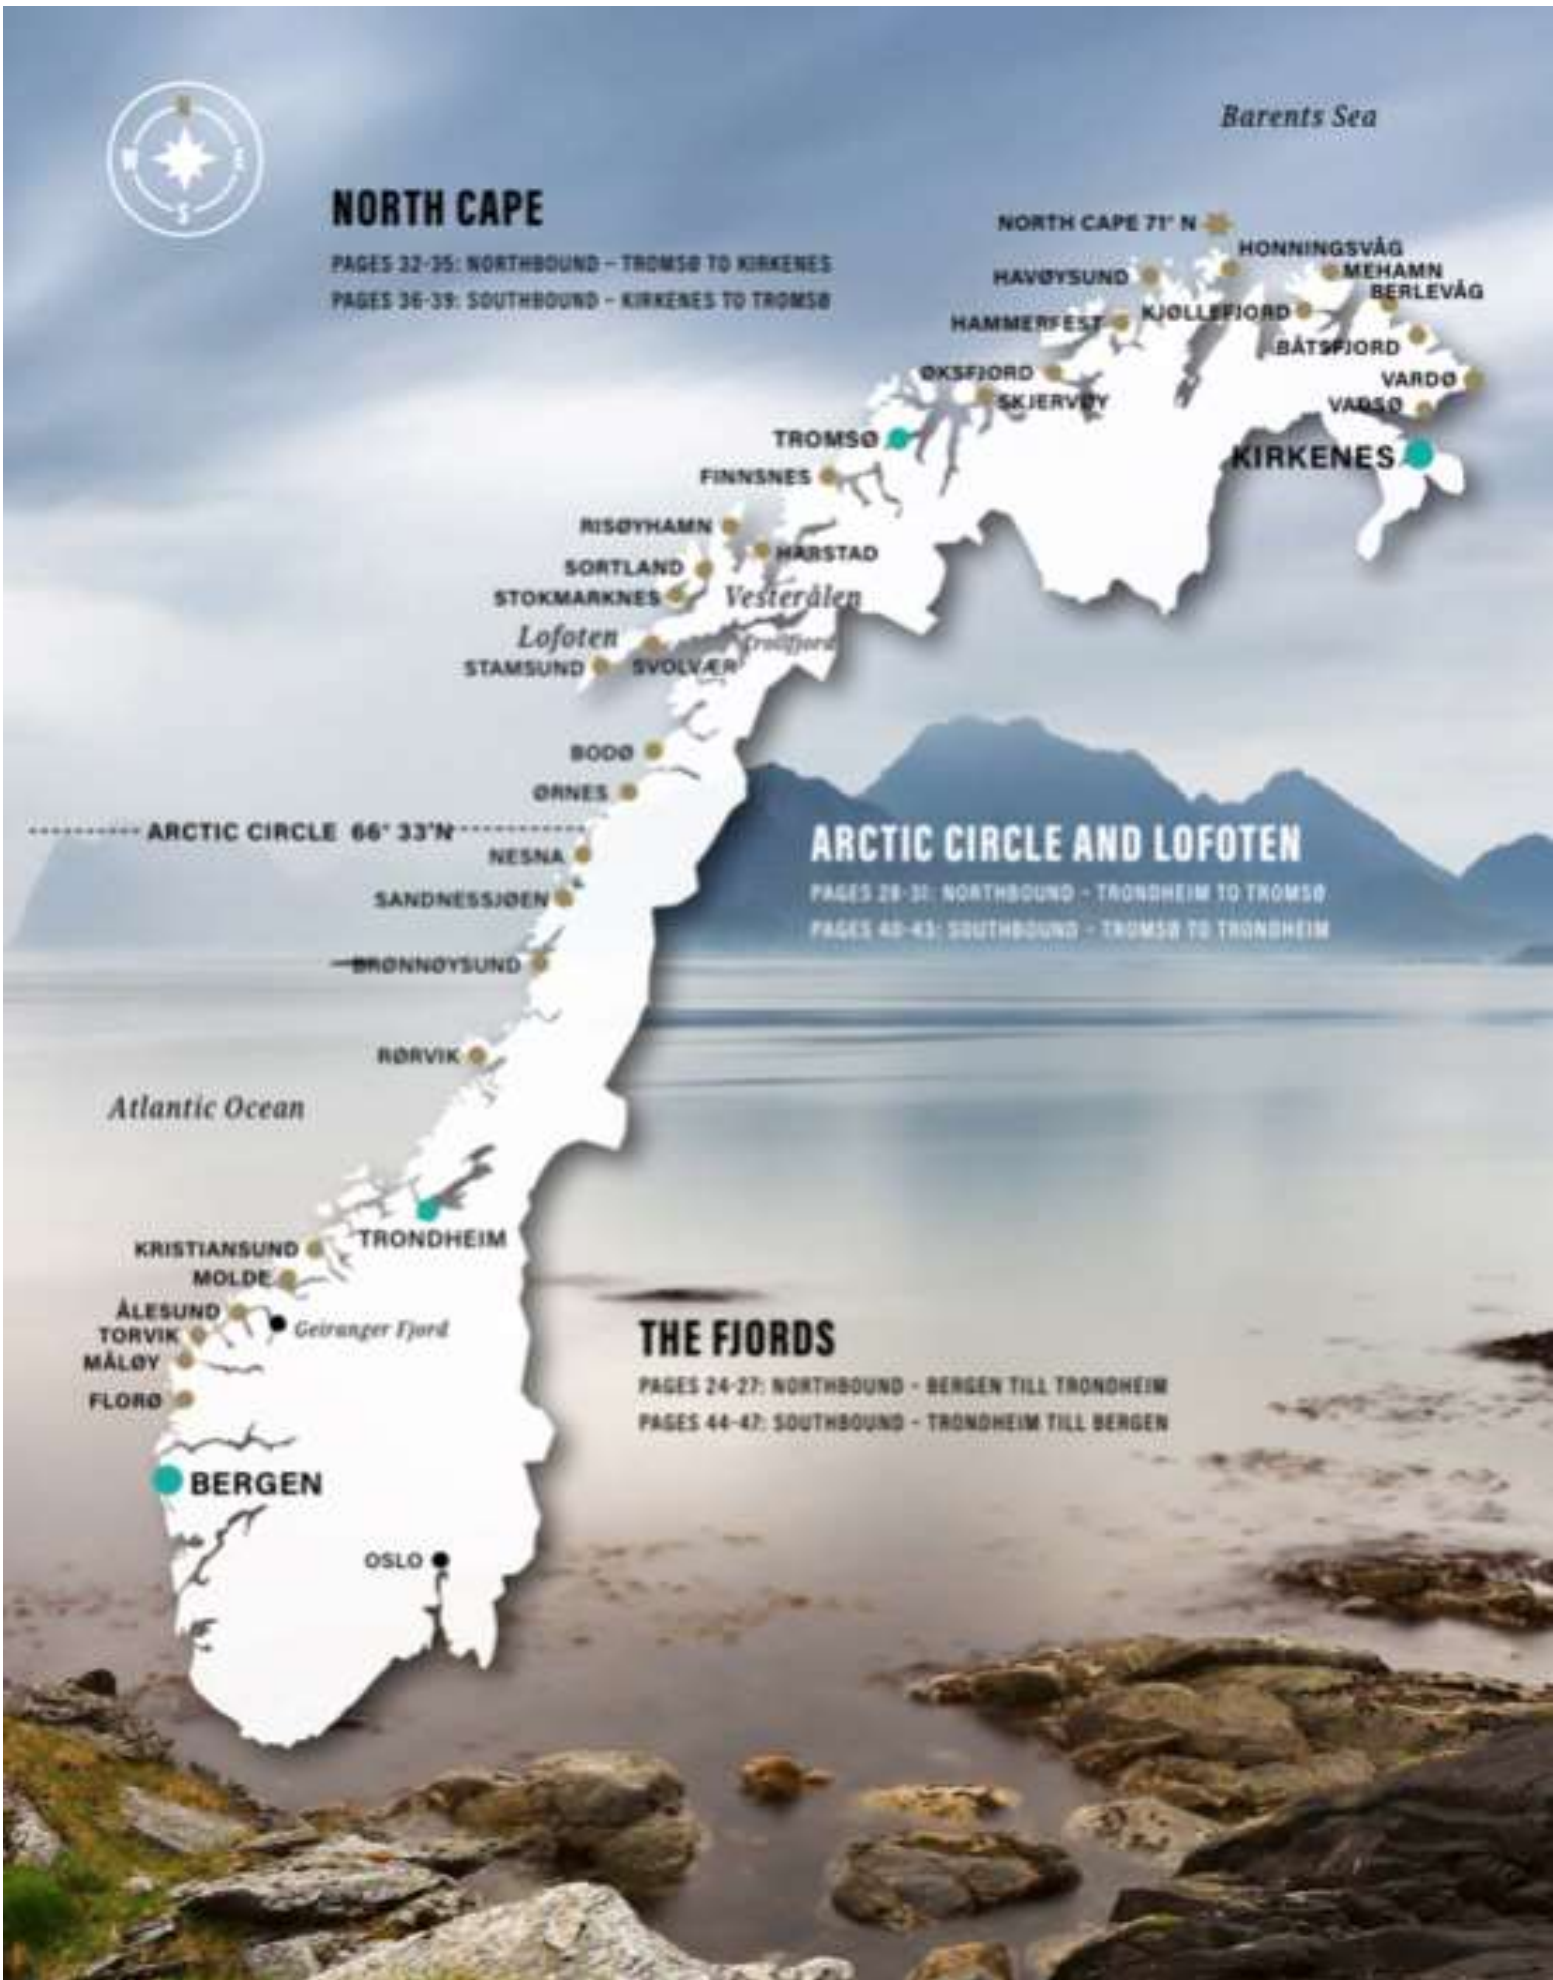 N
W
E
S
Barents Sea
NORTH CAPE
PAGES 32-35: NORTHBOUND – TROMSØ TO KIRKENES
PAGES 36-39: SOUTHBOUND – KIRKENES TO TROMSØ
NORTH CAPE 71° N
HONNINGSVÅG
HAVØYSUND
MEHAMN
BERLEVÅG
KJØLLEFJORD
HAMMERFEST
BÅTSFJORD
ØKSFJORD
VARDØ
SKJERVØY
VADSØ
TROMSØ
KIRKENES
FINNSNES
RISØYHAMN
HARSTAD
SORTLAND
STOKMARKNES
Vesterålen
Lofoten
Trollfjord
STAMSUND
SVOLVÆR
BODØ
ØRNES
ARCTIC CIRCLE 66° 33'N
NESNA
SANDNESSJØEN
BRØNNØYSUND
ARCTIC CIRCLE AND LOFOTEN
PAGES 28-31: NORTHBOUND - TRONDHEIM TO TROMSØ
PAGES 40-43: SOUTHBOUND - TROMSØ TO TRONDHEIM
RØRVIK
Atlantic Ocean
TRONDHEIM
KRISTIANSUND
MOLDE
ÅLESUND
Geiranger Fjord
TORVIK
MÅLØY
FLORØ
THE FJORDS
PAGES 24-27: NORTHBOUND - BERGEN TILL TRONDHEIM
PAGES 44-47: SOUTHBOUND - TRONDHEIM TILL BERGEN
BERGEN
OSLO